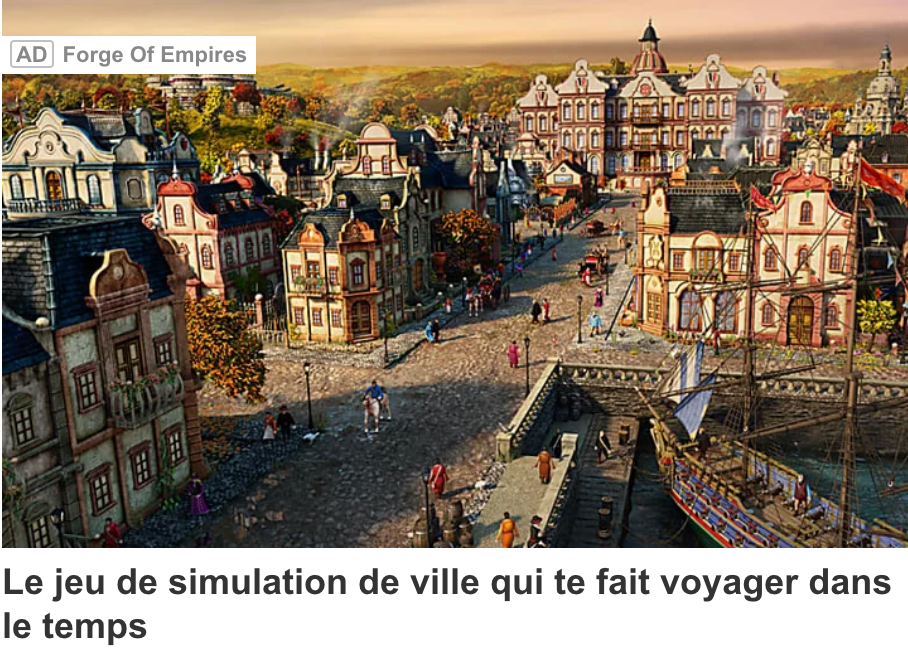 AD Forge Of Empires
Le jeu de simulation de ville qui te fait voyager dans
le temps